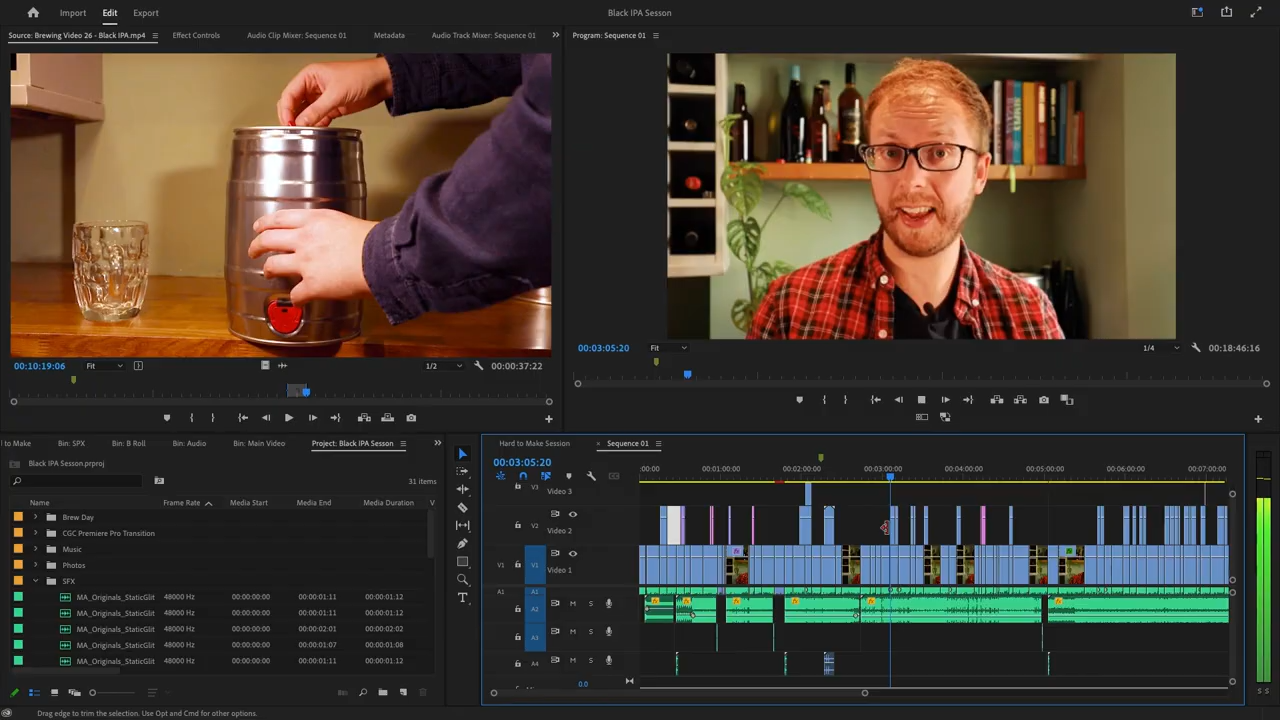 Import Edit Export Black IPA Sesson
Source: Brewing Video 26 - Black IPA.mp4 Effect Controls Audio Clip Mixer: Sequence 01 Metadata Audio Track Mixer: Sequence 01
Program: Sequence 01
00:10:19:06 Fit 1/2 00:00:37:22
00:03:05:20 Fit 1/4 00:18:46:16
to Make Bin: SPX Bin: B Roll Bin: Audio Bin: Main Video Project: Black IPA Sesson
Black IPA Sesson.prproj
31 items
Name Frame Rate Media Start Media End Media Duration V
Brew Day
CGC Premiere Pro Transition
Music
Photos
SFX
MA_Originals_StaticGlit 48000 Hz 00:00:00:00 00:00:01:11 00:00:01:12
MA_Originals_StaticGlit 48000 Hz 00:00:00:00 00:00:01:11 00:00:01:12
MA_Originals_StaticGlit 48000 Hz 00:00:00:00 00:00:02:01 00:00:02:02
MA_Originals_StaticGlit 48000 Hz 00:00:00:00 00:00:01:07 00:00:01:08
MA_Originals_StaticGlit 48000 Hz 00:00:00:00 00:00:01:11 00:00:01:12
Hard to Make Session × Sequence 01
00:03:05:20
:00:00 00:01:00:00 00:02:00:00 00:03:00:00 00:04:00:00 00:05:00:00 00:06:00:00 00:07:00:00
V3 Video 3
V2 Video 2
V1 V1 Video 1
A1 A1
A2 M S
A3 M S
A4 M S
0.0
S S
Drag edge to trim the selection. Use Opt and Cmd for other options.